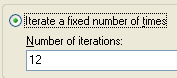 Iterate a fixed number of times
Number of iterations:
12